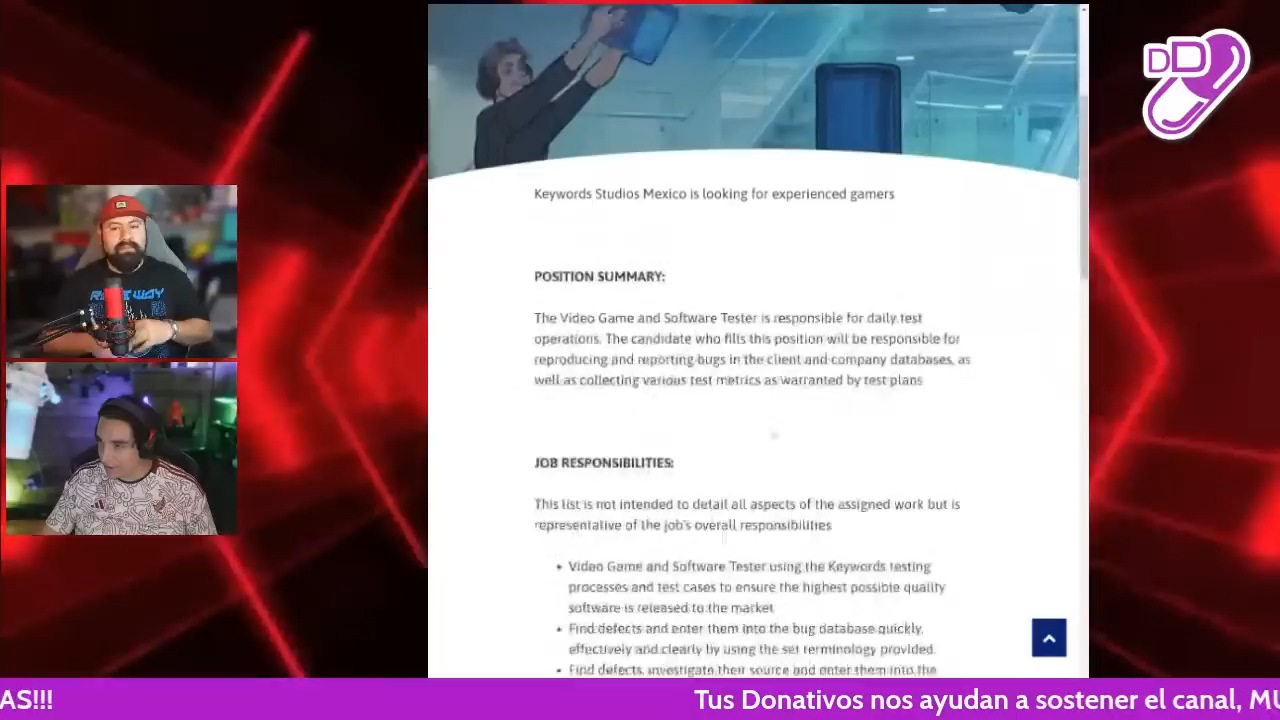 DD
Keywords Studios Mexico is looking for experienced gamers
POSITION SUMMARY:
The Video Game and Software Tester is responsible for daily test
operations. The candidate who fills this position will be responsible for
reproducing and reporting bugs in the client and company databases, as
well as collecting various test metrics as warranted by test plans
JOB RESPONSIBILITIES:
This list is not intended to detail all aspects of the assigned work but is
representative of the job's overall responsibilities
• Video Game and Software Tester using the Keywords testing
processes and test cases to ensure the highest possible quality
software is released to the market
• Find defects and enter them into the bug database quickly,
effectively and clearly by using the set terminology provided.
• Find defects, investigate their source and enter them into the
AS!!!
Tus Donativos nos ayudan a sostener el canal, MU